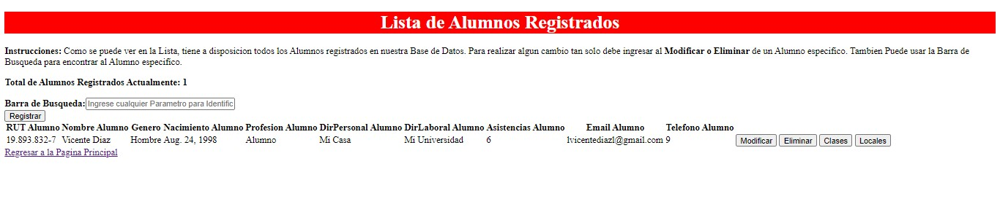 Lista de Alumnos Registrados
Instrucciones: Como se puede ver en la Lista, tiene a disposicion todos los Alumnos registrados en nuestra Base de Datos. Para realizar algun cambio tan solo debe ingresar al Modificar o Eliminar de un Alumno especifico. Tambien Puede usar la Barra de
Busqueda para encontrar al Alumno especifico.
Total de Alumnos Registrados Actualmente: 1
Barra de Busqueda: Ingrese cualquier Parametro para Identific
Registrar
RUT Alumno Nombre Alumno Genero Nacimiento Alumno Profesion Alumno DirPersonal Alumno DirLaboral Alumno Asistencias Alumno Email Alumno Telefono Alumno
19.893.832-7 Vicente Diaz Hombre Aug. 24, 1998 Alumno Mi Casa Mi Universidad 6 lvicentediazl@gmail.com 9 Modificar Eliminar Clases Locales
Regresar a la Pagina Principal